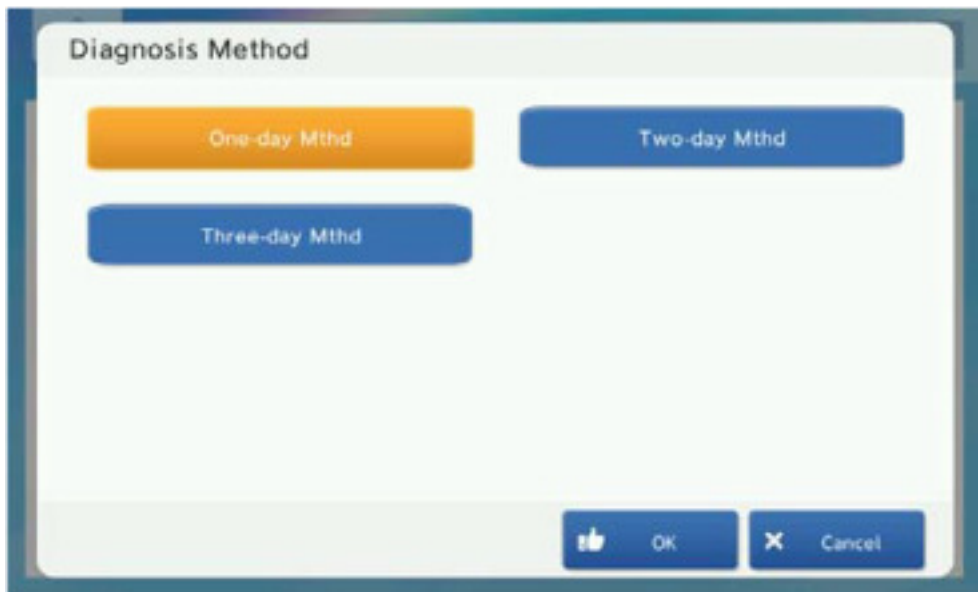 Diagnosis Method
One-day Mthd
Two-day Mthd
Three-day Mthd
OK
Cancel